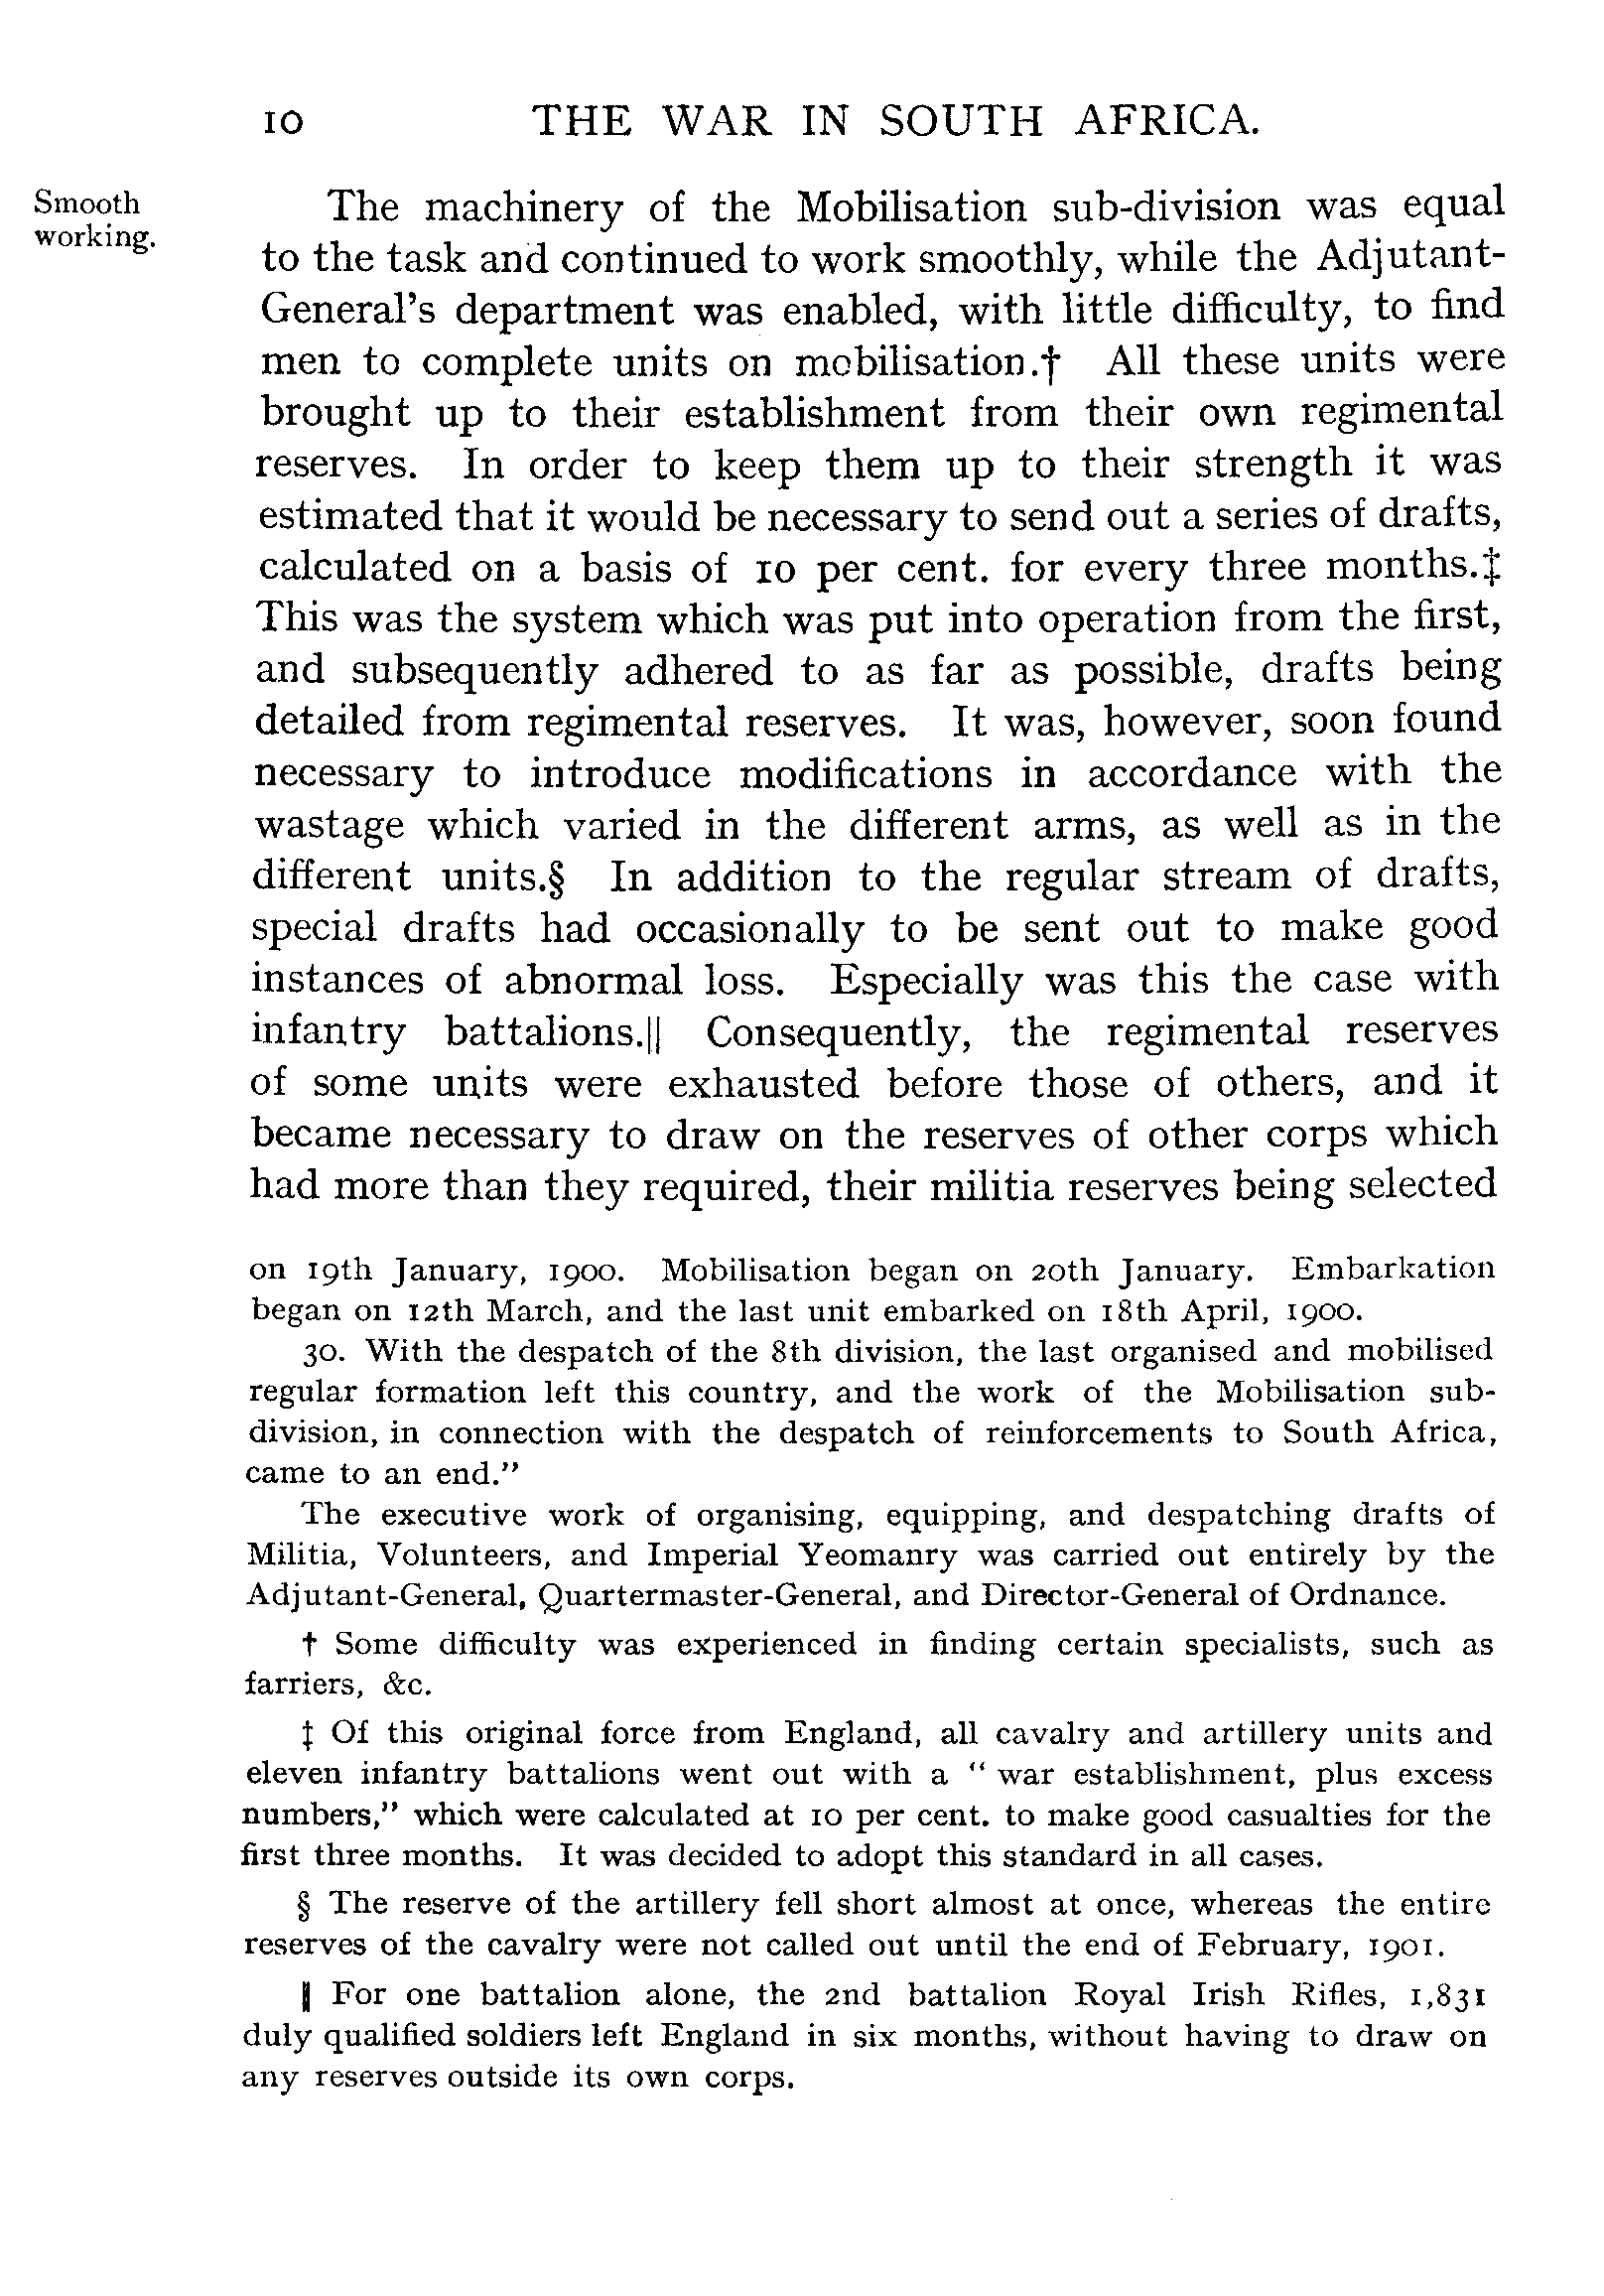 10 THE WAR IN SOUTH AFRICA.
Smooth
working.
The machinery of the Mobilisation sub-division was equal
to the task and continued to work smoothly, while the Adjutant-
General's department was enabled, with little difficulty, to find
men to complete units on mobilisation.† All these units were
brought up to their establishment from their own regimental
reserves. In order to keep them up to their strength it was
estimated that it would be necessary to send out a series of drafts,
calculated on a basis of 10 per cent. for every three months.‡
This was the system which was put into operation from the first,
and subsequently adhered to as far as possible, drafts being
detailed from regimental reserves. It was, however, soon found
necessary to introduce modifications in accordance with the
wastage which varied in the different arms, as well as in the
different units.§ In addition to the regular stream of drafts,
special drafts had occasionally to be sent out to make good
instances of abnormal loss. Especially was this the case with
infantry battalions.|| Consequently, the regimental reserves
of some units were exhausted before those of others, and it
became necessary to draw on the reserves of other corps which
had more than they required, their militia reserves being selected
on 19th January, 1900. Mobilisation began on 20th January. Embarkation
began on 12th March, and the last unit embarked on 18th April, 1900.
30. With the despatch of the 8th division, the last organised and mobilised
regular formation left this country, and the work of the Mobilisation sub-
division, in connection with the despatch of reinforcements to South Africa,
came to an end."
The executive work of organising, equipping, and despatching drafts of
Militia, Volunteers, and Imperial Yeomanry was carried out entirely by the
Adjutant-General, Quartermaster-General, and Director-General of Ordnance.
† Some difficulty was experienced in finding certain specialists, such as
farriers, &c.
‡ Of this original force from England, all cavalry and artillery units and
eleven infantry battalions went out with a "war establishment, plus excess
numbers," which were calculated at 10 per cent. to make good casualties for the
first three months. It was decided to adopt this standard in all cases.
§ The reserve of the artillery fell short almost at once, whereas the entire
reserves of the cavalry were not called out until the end of February, 1901.
|| For one battalion alone, the 2nd battalion Royal Irish Rifles, 1,831
duly qualified soldiers left England in six months, without having to draw on
any reserves outside its own corps.